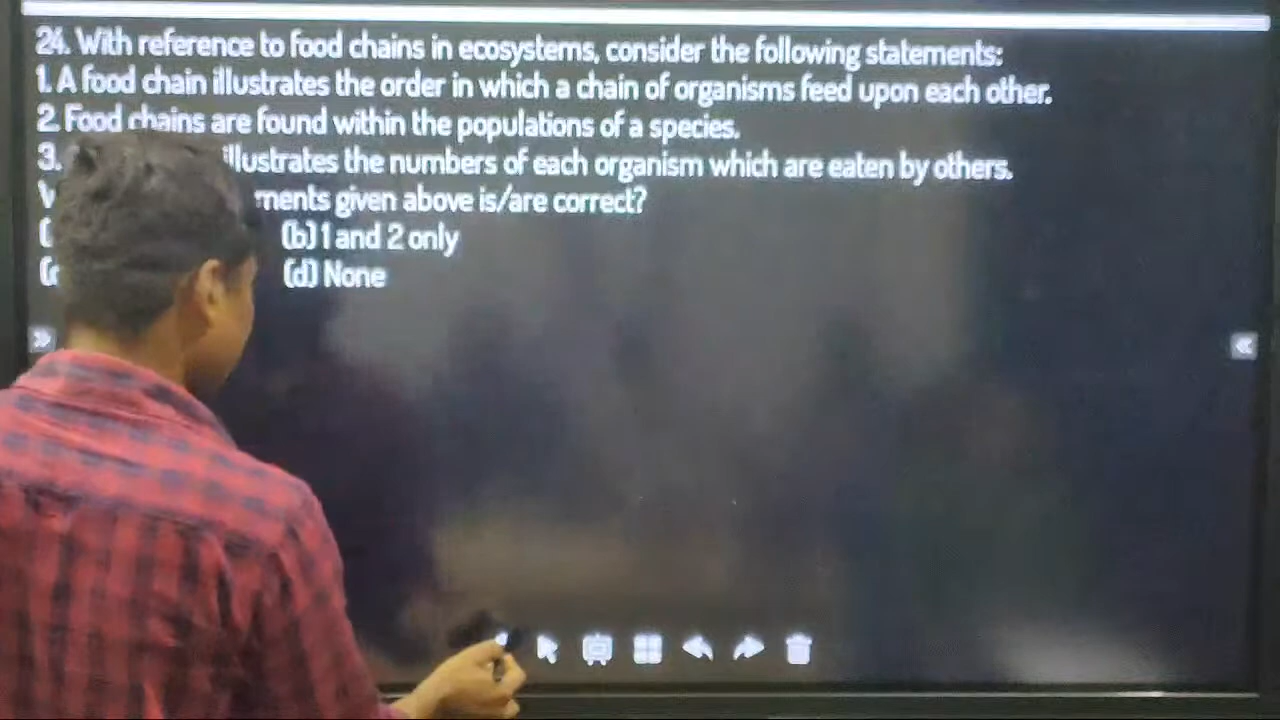 24. With reference to food chains in ecosystems, consider the following statements:
1. A food chain illustrates the order in which a chain of organisms feed upon each other.
2. Food chains are found within the populations of a species.
3. illustrates the numbers of each organism which are eaten by others.
given above is/are correct?
(b) 1 and 2 only
(d) None